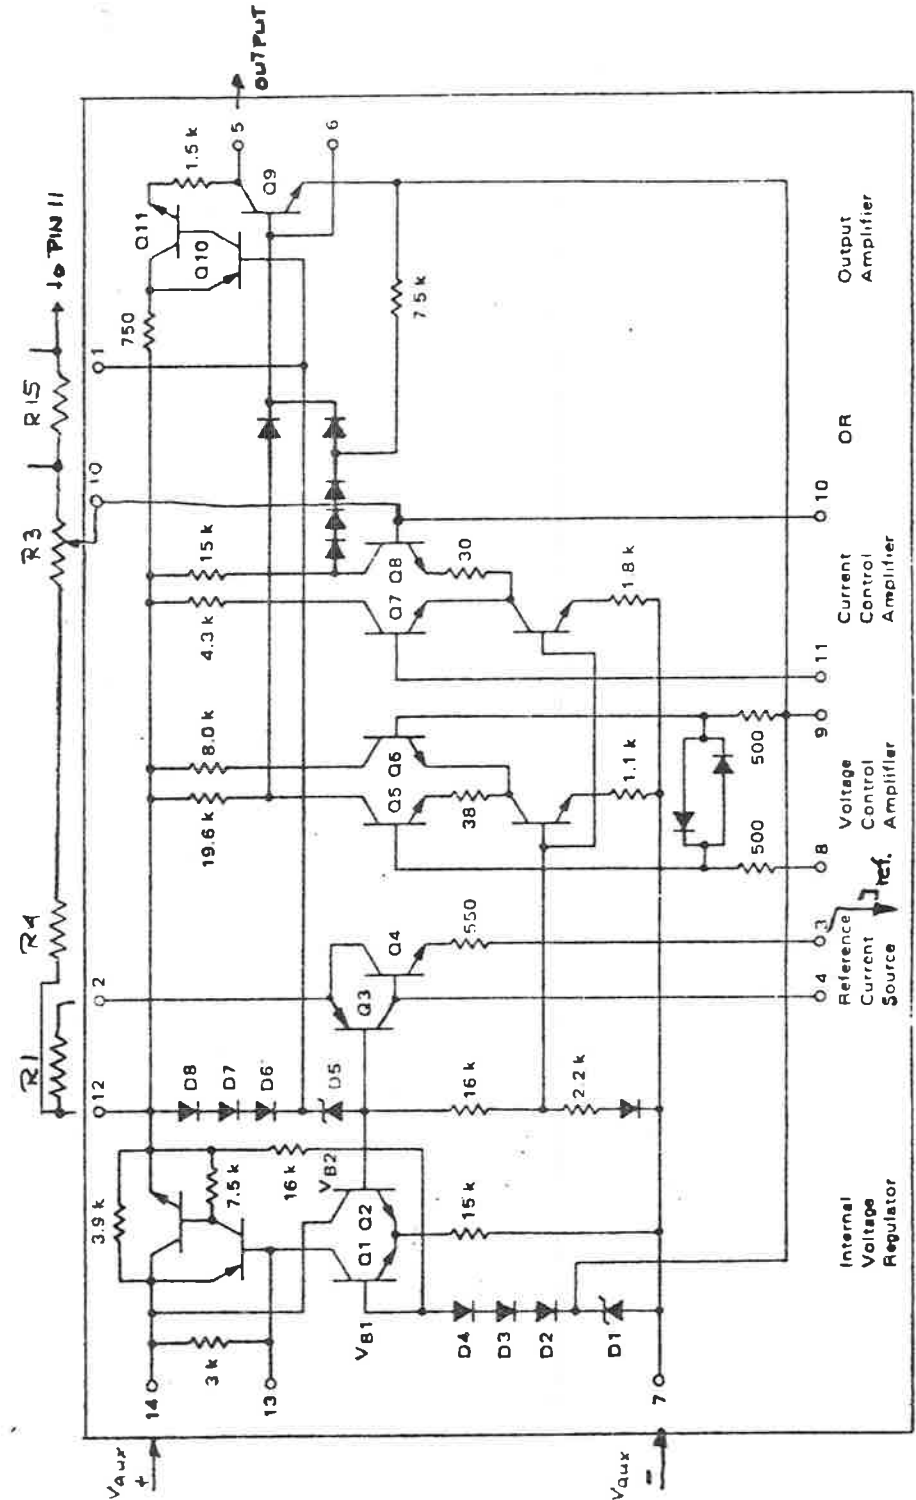 Vaux
+
14
3.9 k
7.5 k
3 k
13
16 k
VB2
Q1
Q2
VB1
15 k
D4
D3
D2
D1
Vaux
-
7
Internal
Voltage
Regulator
R1
R4
12
2
D8
D7
D6
D5
16 k
2.2 k
Q3
Q4
550
4
3
Reference
Current
Source
I ref.
19.6 k
8.0 k
Q5
Q6
38
1.1 k
500
500
8
9
Voltage
Control
Amplifier
R3
R15
to PIN 11
10
1
4.3 k
15 k
Q7
Q8
30
1.8 k
11
10
Current
Control
Amplifier
OR
750
Q11
Q10
1.5 k
Q9
5
6
OUTPUT
7.5 k
Output
Amplifier